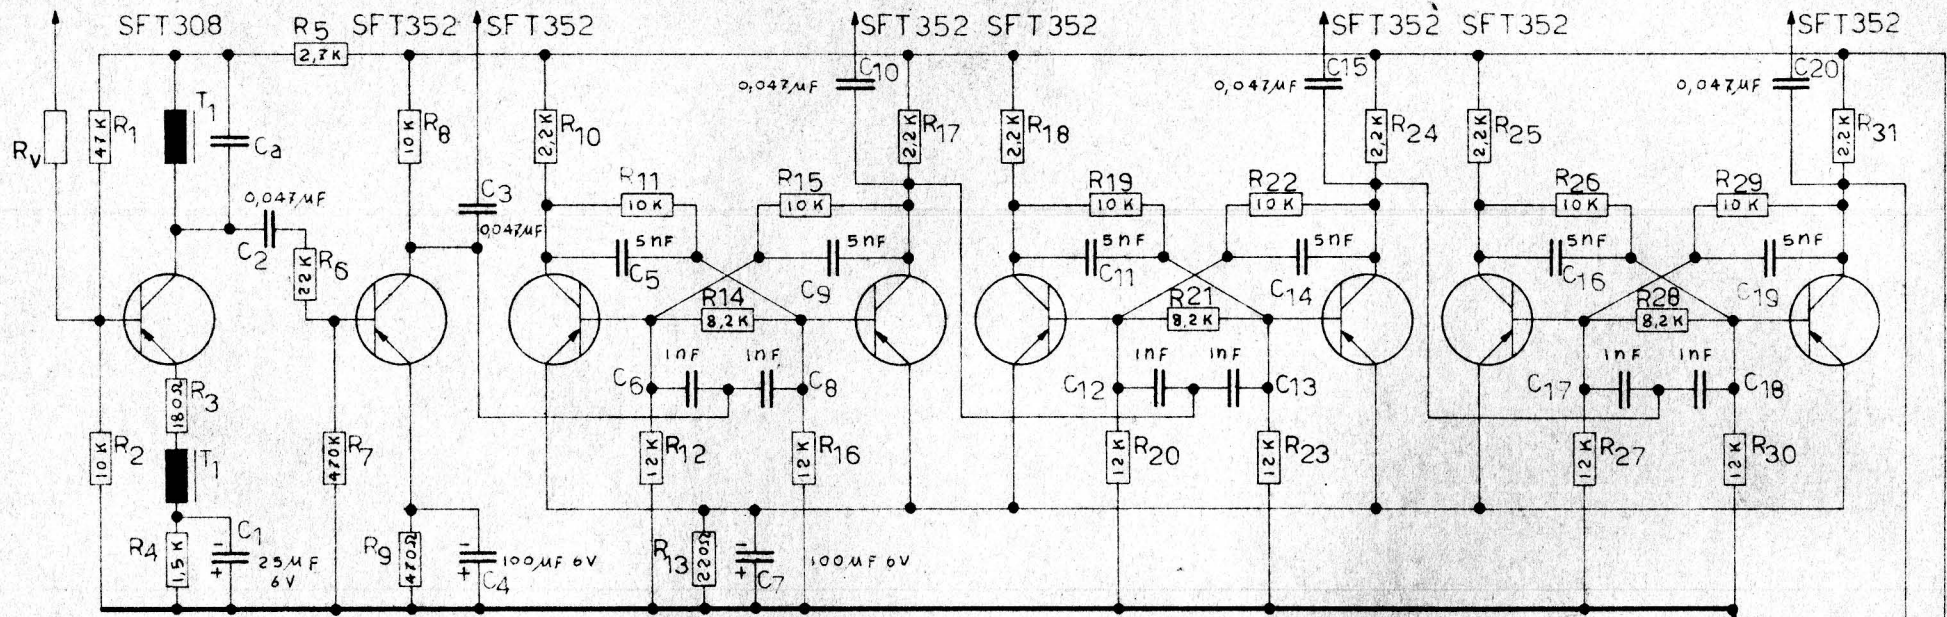 SFT308
R5
2,7K
SFT352
SFT352
SFT352
SFT352
SFT352
SFT352
SFT352
C10
0,047µF
C15
0,047µF
C20
0,047µF
Rv
47K
R1
T1
Ca
10K
R8
2,2K
R10
2,2K
R17
2,2K
R18
2,2K
R24
2,2K
R25
2,2K
R31
0,047µF
C2
22K
R6
C3
0,047µF
R11
10K
R15
10K
R19
10K
R22
10K
R26
10K
R29
10K
5nF
C5
5nF
C9
5nF
C11
5nF
C14
5nF
C16
5nF
C19
R14
8,2K
R21
8,2K
R28
8,2K
1nF
1nF
C6
C8
1nF
1nF
C12
C13
1nF
1nF
C17
C18
180Ω
R3
10K
R2
T1
470K
R7
12K
R12
12K
R16
12K
R20
12K
R23
12K
R27
12K
R30
R4
1,5K
C1
-
+
25µF
6V
R9
470Ω
-
+
100µF 6V
C4
R13
220Ω
-
+
100µF 6V
C7